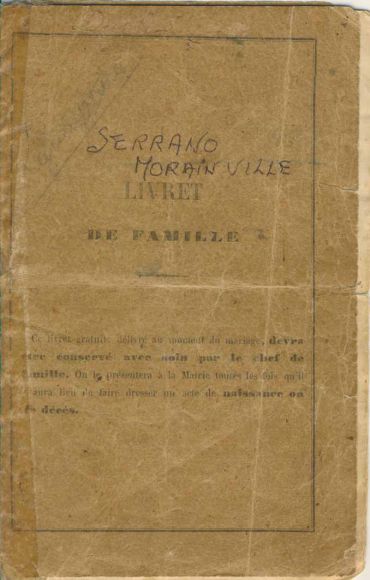 SERRANO
MORAINVILLE
LIVRET
DE FAMILLE
Ce livret gratuit, délivré au moment du mariage, devra
tre conservé avec soin par le chef de
amille. On le présentera à la Mairie toutes les fois qu'il
aura lieu de faire dresser un acte de naissance ou
de décès.